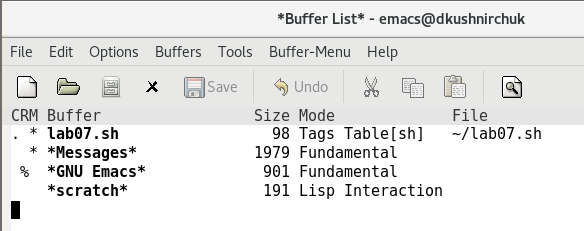 *Buffer List* - emacs@dkushnirchuk
File Edit Options Buffers Tools Buffer-Menu Help
Save Undo
CRM Buffer Size Mode File
. * lab07.sh 98 Tags Table[sh] ~/lab07.sh
* *Messages* 1979 Fundamental
% *GNU Emacs* 901 Fundamental
*scratch* 191 Lisp Interaction